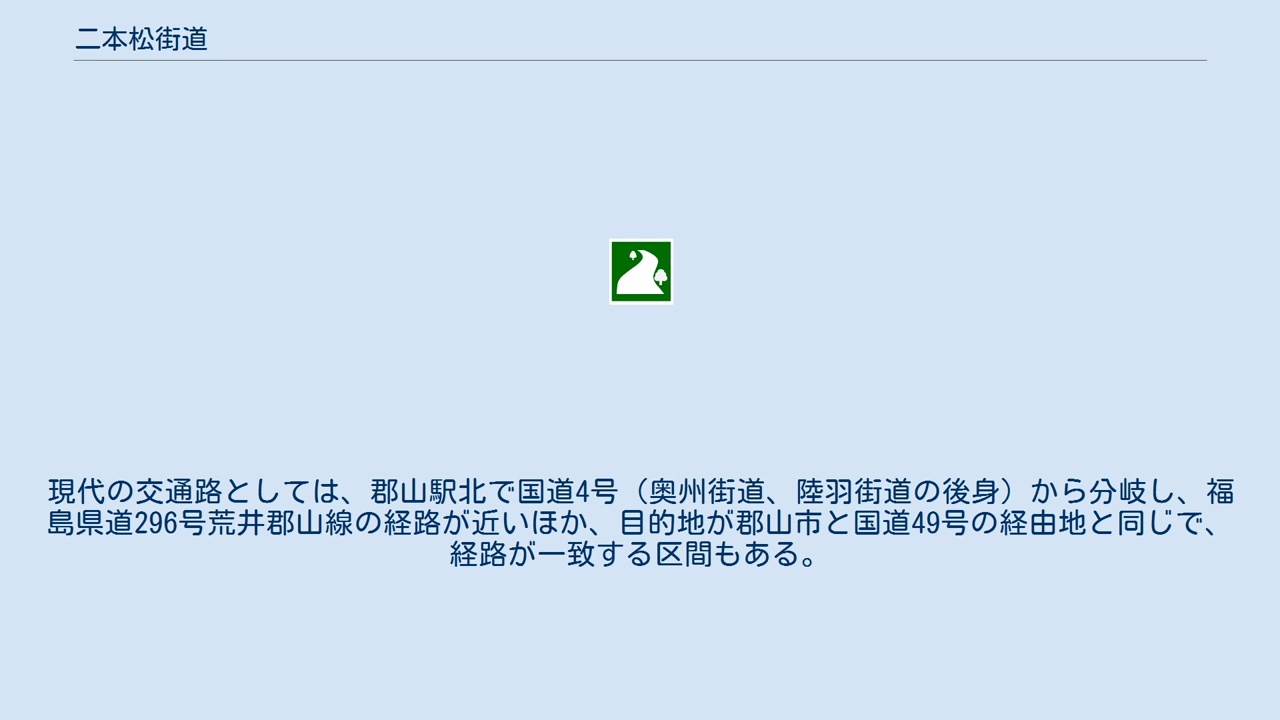 二本松街道
現代の交通路としては、郡山駅北で国道4号（奥州街道、陸羽街道の後身）から分岐し、福
島県道296号荒井郡山線の経路が近いほか、目的地が郡山市と国道49号の経由地と同じで、
経路が一致する区間もある。